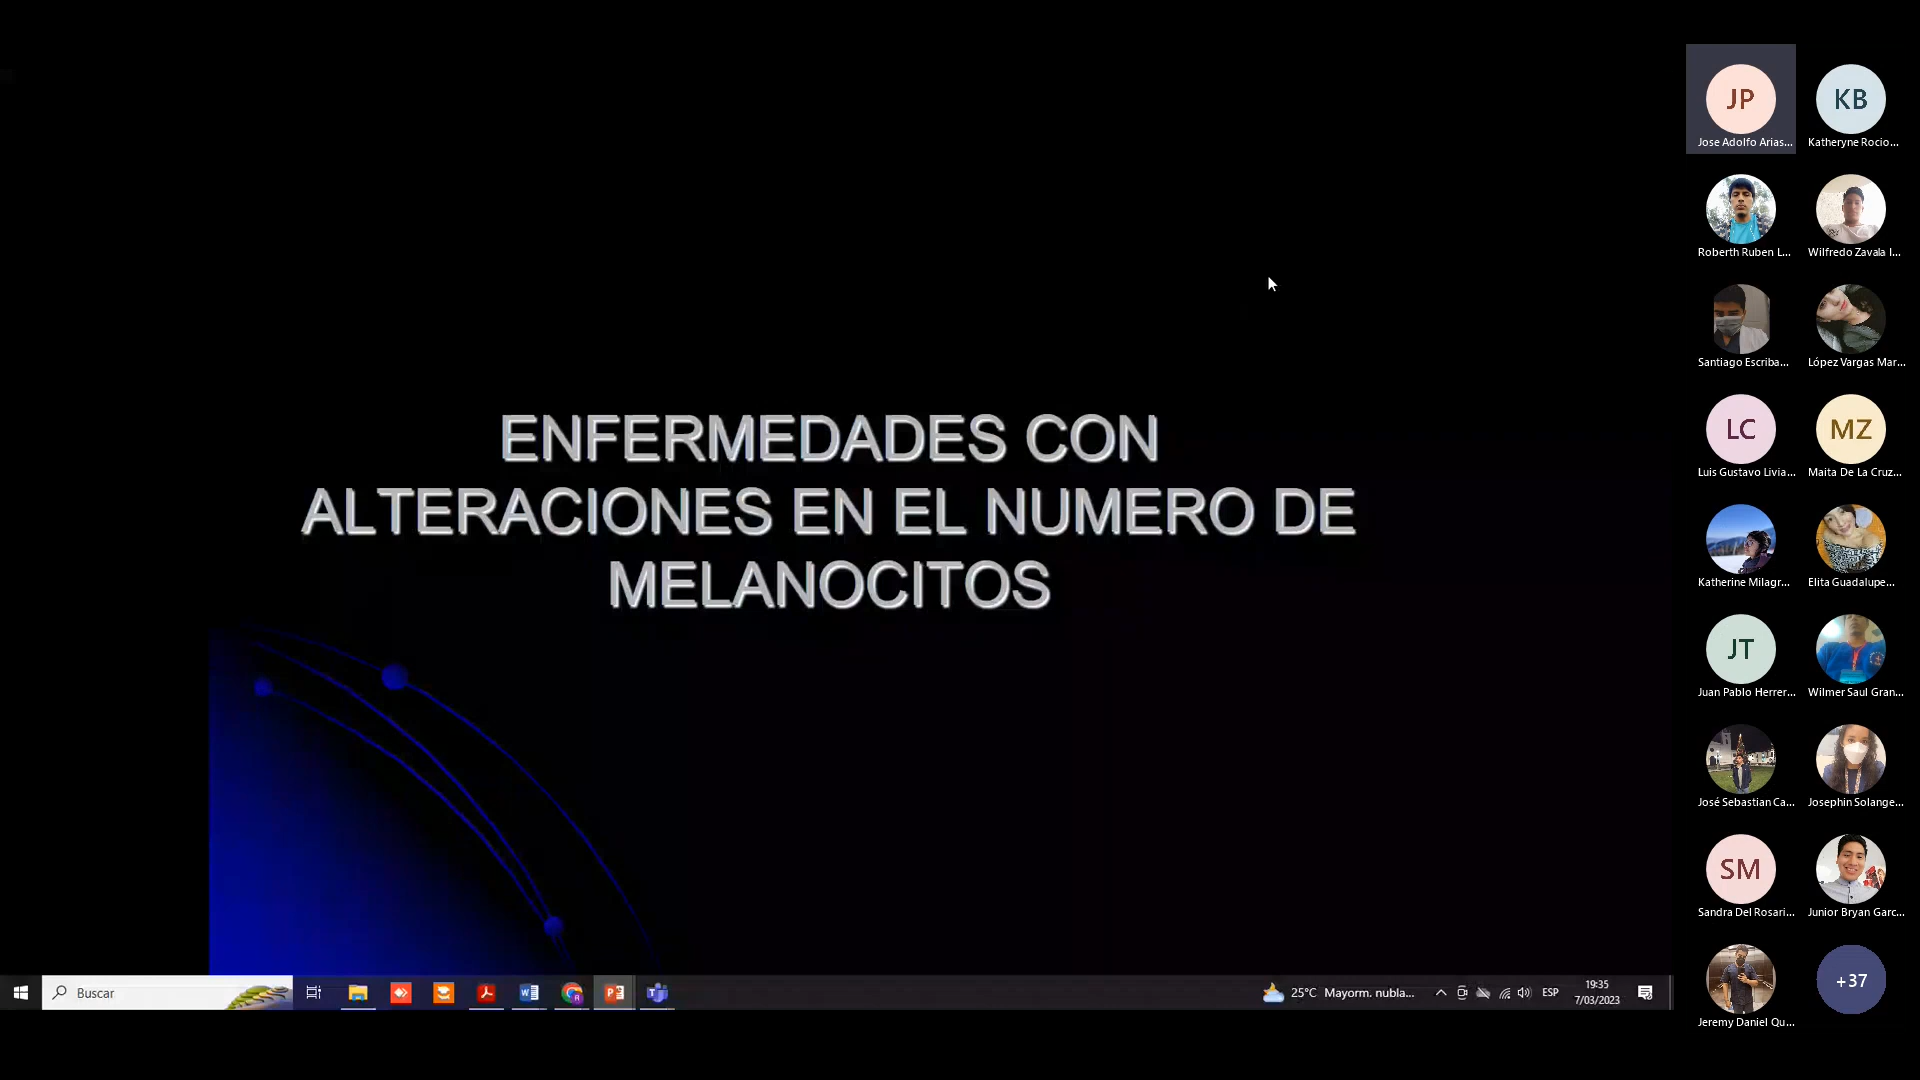 ENFERMEDADES CON
ALTERACIONES EN EL NUMERO DE
MELANOCITOS
JP
Jose Adolfo Arias...
KB
Katheryne Rocio...
Roberth Ruben L...
Wilfredo Zavala I...
Santiago Escriba...
López Vargas Mar...
LC
Luis Gustavo Livia...
MZ
Maita De La Cruz...
Katherine Milagr...
Elita Guadalupe...
JT
Juan Pablo Herrer...
Wilmer Saul Gran...
José Sebastian Ca...
Josephin Solange...
SM
Sandra Del Rosari...
Junior Bryan Garc...
Jeremy Daniel Qu...
+37
Buscar
25°C Mayorm. nubla...
ESP
19:35
7/03/2023